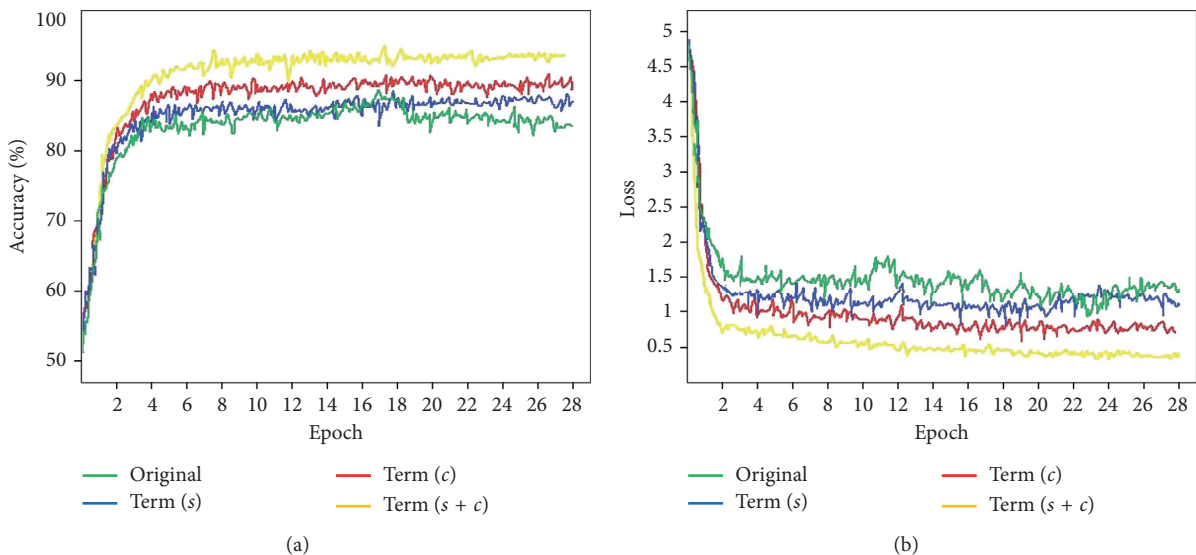 100
90
80
70
60
50
Accuracy (%)
2 4 6 8 10 12 14 16 18 20 22 24 26 28
Epoch
Original
Term (s)
Term (c)
Term (s + c)
(a)
5
4.5
4
3.5
3
2.5
2
1.5
1
0.5
Loss
2 4 6 8 10 12 14 16 18 20 22 24 26 28
Epoch
Original
Term (s)
Term (c)
Term (s + c)
(b)